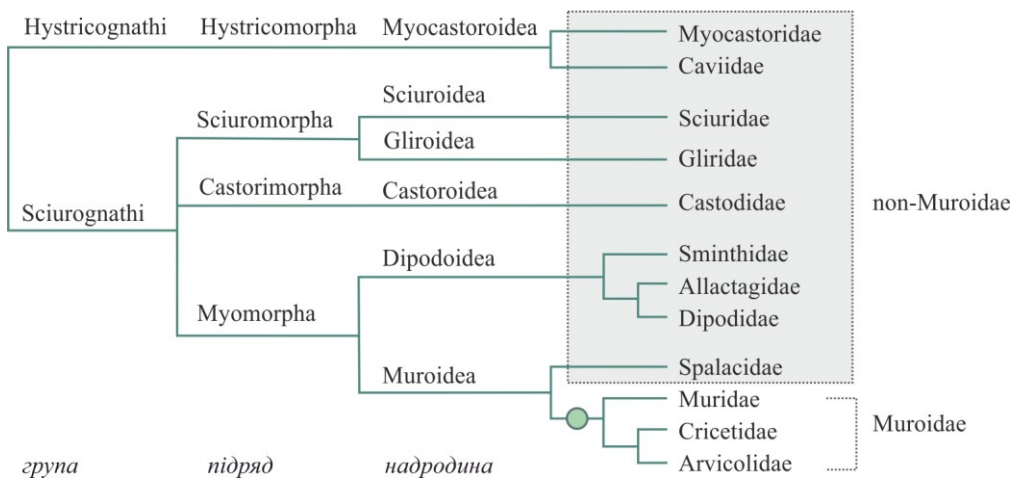 Hystricognathi Hystricomorpha Myocastoroidea
Myocastoridae
Caviidae
Sciuroidea
Sciuromorpha
Sciuridae
Gliroidea
Gliridae
Castorimorpha Castoroidea
Castodidae
non-Muroidae
Sciurognathi
Sminthidae
Dipodoidea
Allactagidae
Myomorpha
Dipodidae
Spalacidae
Muroidea
Muridae
Muroidae
Cricetidae
Arvicolidae
група підряд надродина